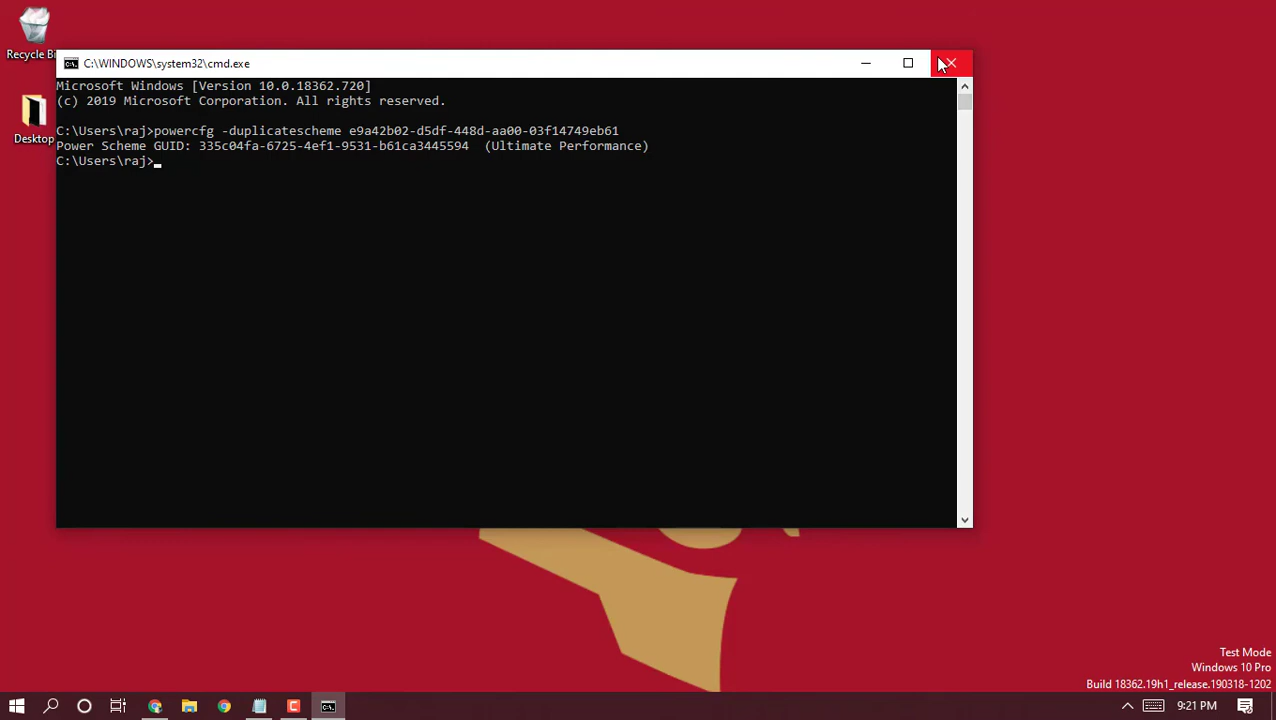 Recycle Bi
Desktop
C:\WINDOWS\system32\cmd.exe
Microsoft Windows [Version 10.0.18362.720]
(c) 2019 Microsoft Corporation. All rights reserved.
C:\Users\raj>powercfg -duplicatescheme e9a42b02-d5df-448d-aa00-03f14749eb61
Power Scheme GUID: 335c04fa-6725-4ef1-9531-b61ca3445594  (Ultimate Performance)
C:\Users\raj>
Test Mode
Windows 10 Pro
Build 18362.19h1_release.190318-1202
9:21 PM